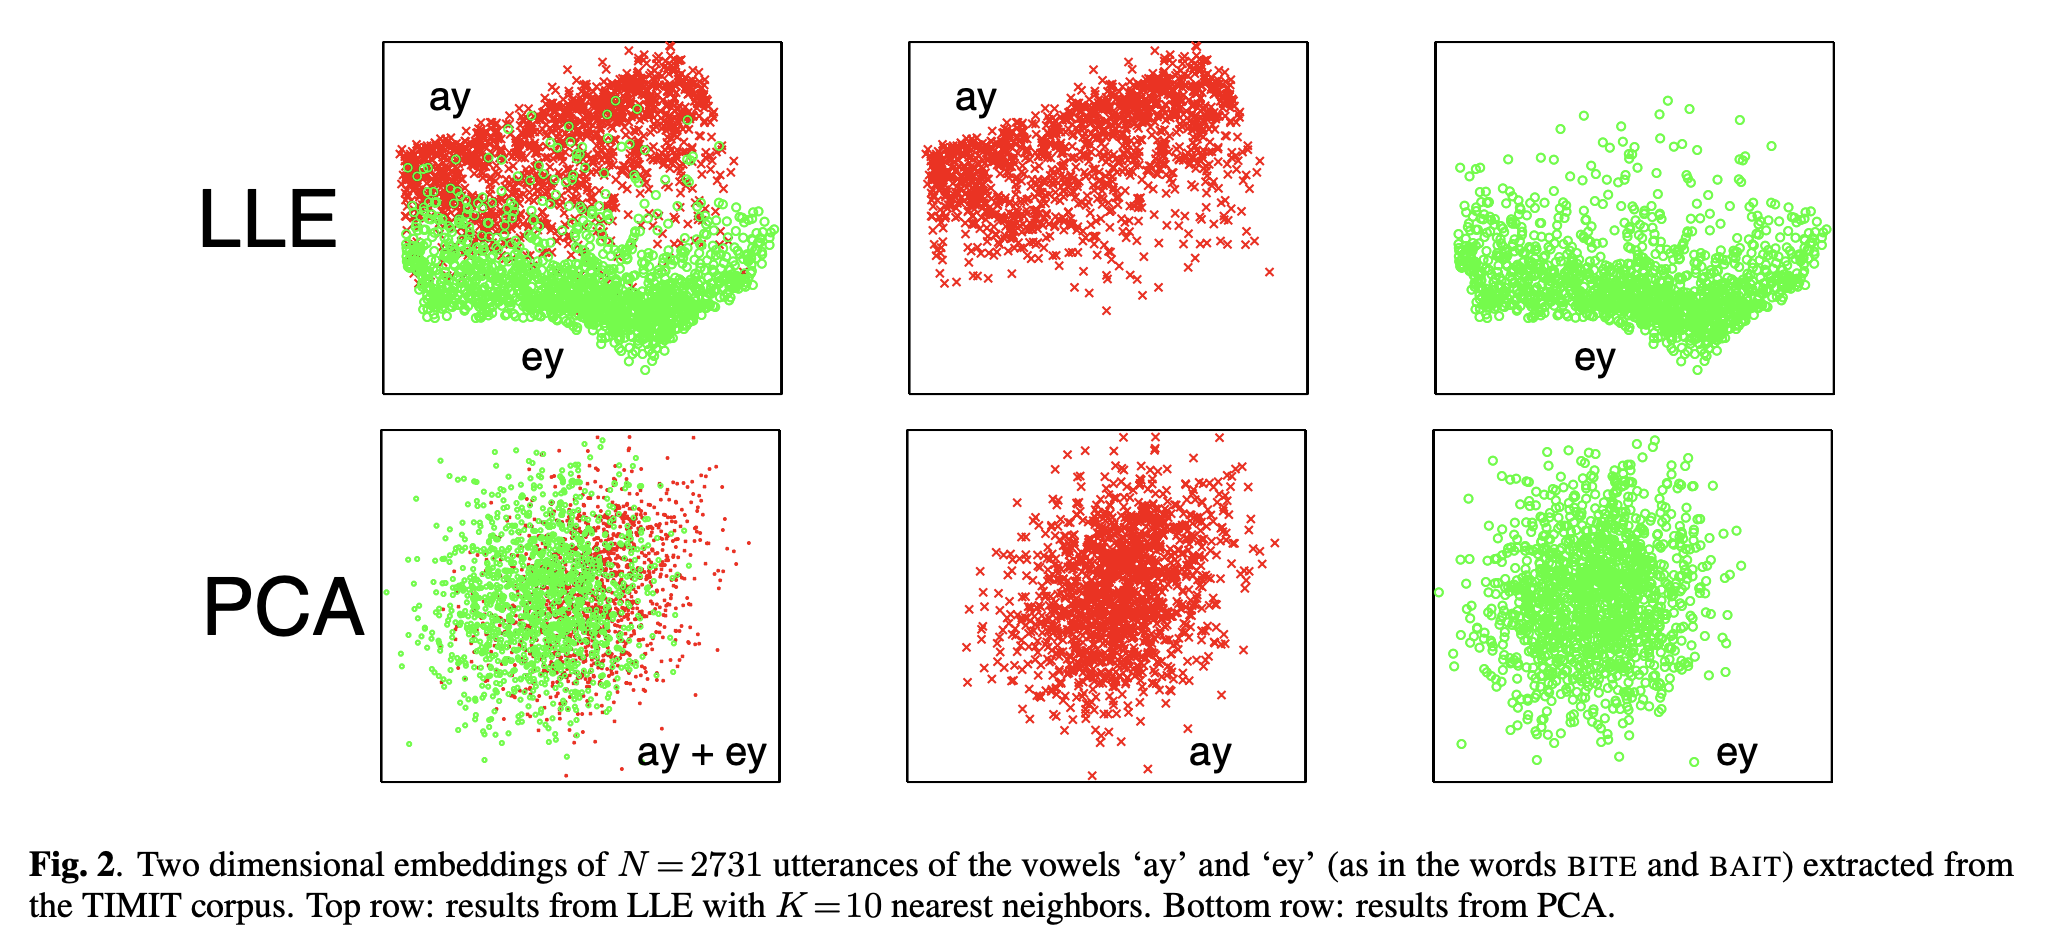 ay
ay
LLE
ey
ey
PCA
ay + ey
ay
ey
Fig. 2. Two dimensional embeddings of N = 2731 utterances of the vowels ‘ay’ and ‘ey’ (as in the words BITE and BAIT) extracted from
the TIMIT corpus. Top row: results from LLE with K = 10 nearest neighbors. Bottom row: results from PCA.